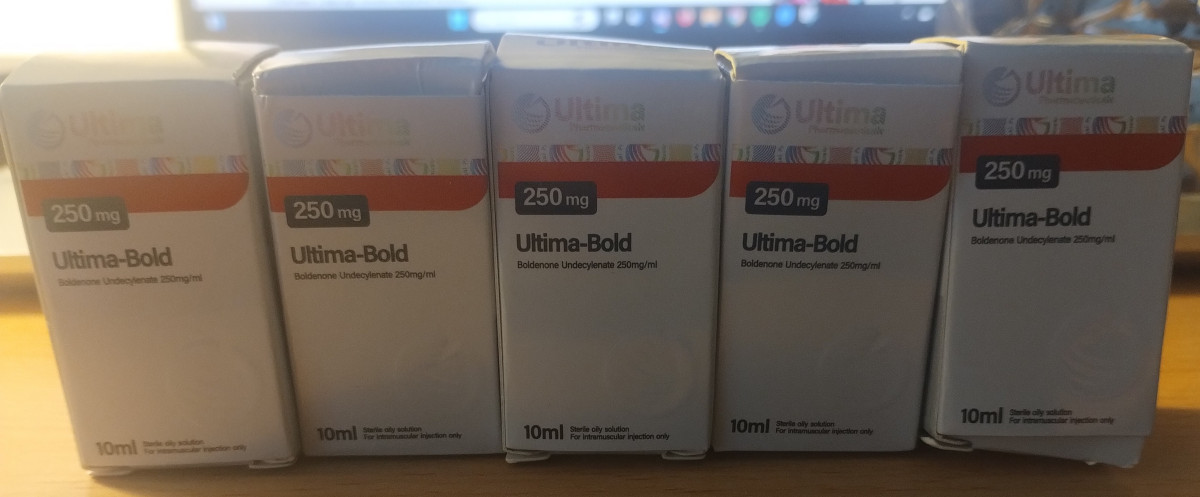 Ultima
Pharmaceuticals
250 mg
Ultima-Bold
Boldenone Undecylenate 250mg/ml
10ml
Sterile oily solution
For intramuscular injection only
Ultima
Pharmaceuticals
250 mg
Ultima-Bold
Boldenone Undecylenate 250mg/ml
10ml
Sterile oily solution
For intramuscular injection only
Ultima
Pharmaceuticals
250 mg
Ultima-Bold
Boldenone Undecylenate 250mg/ml
10ml
Sterile oily solution
For intramuscular injection only
Ultima
Pharmaceuticals
250 mg
Ultima-Bold
Boldenone Undecylenate 250mg/ml
10ml
Sterile oily solution
For intramuscular injection only
Ultima
Pharmaceuticals
250 mg
Ultima-Bold
Boldenone Undecylenate 250mg/ml
10ml
Sterile oily solution
For intramuscular injection only